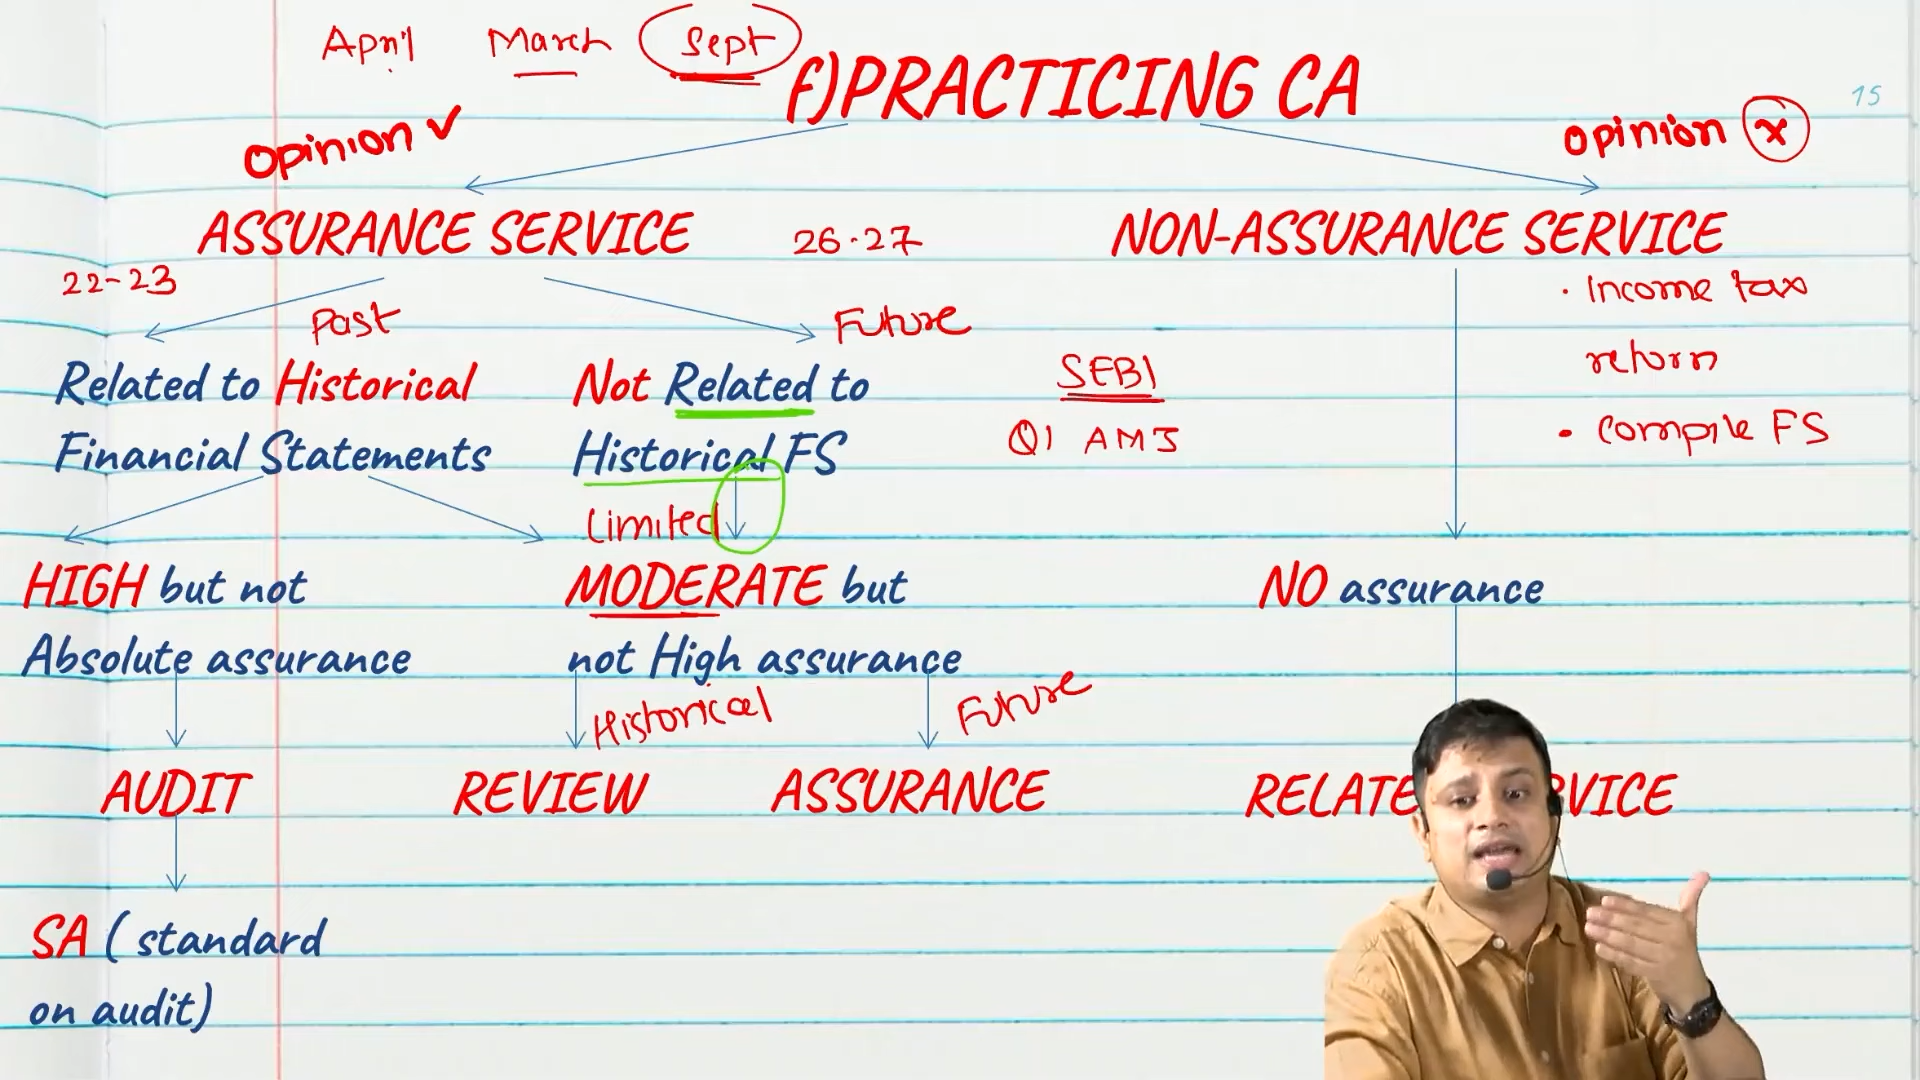 April March Sept
f)PRACTICING CA
15
Opinion ✓
Opinion x
ASSURANCE SERVICE
26-27
NON-ASSURANCE SERVICE
22-23
Past
Future
• Income tax
return
• Compile FS
Related to Historical
Financial Statements
Not Related to
Historical FS
SEBI
Q1 AMJ
Limited
HIGH but not
Absolute assurance
MODERATE but
not High assurance
NO assurance
Historical
Future
AUDIT
REVIEW
ASSURANCE
SA ( standard
on audit)